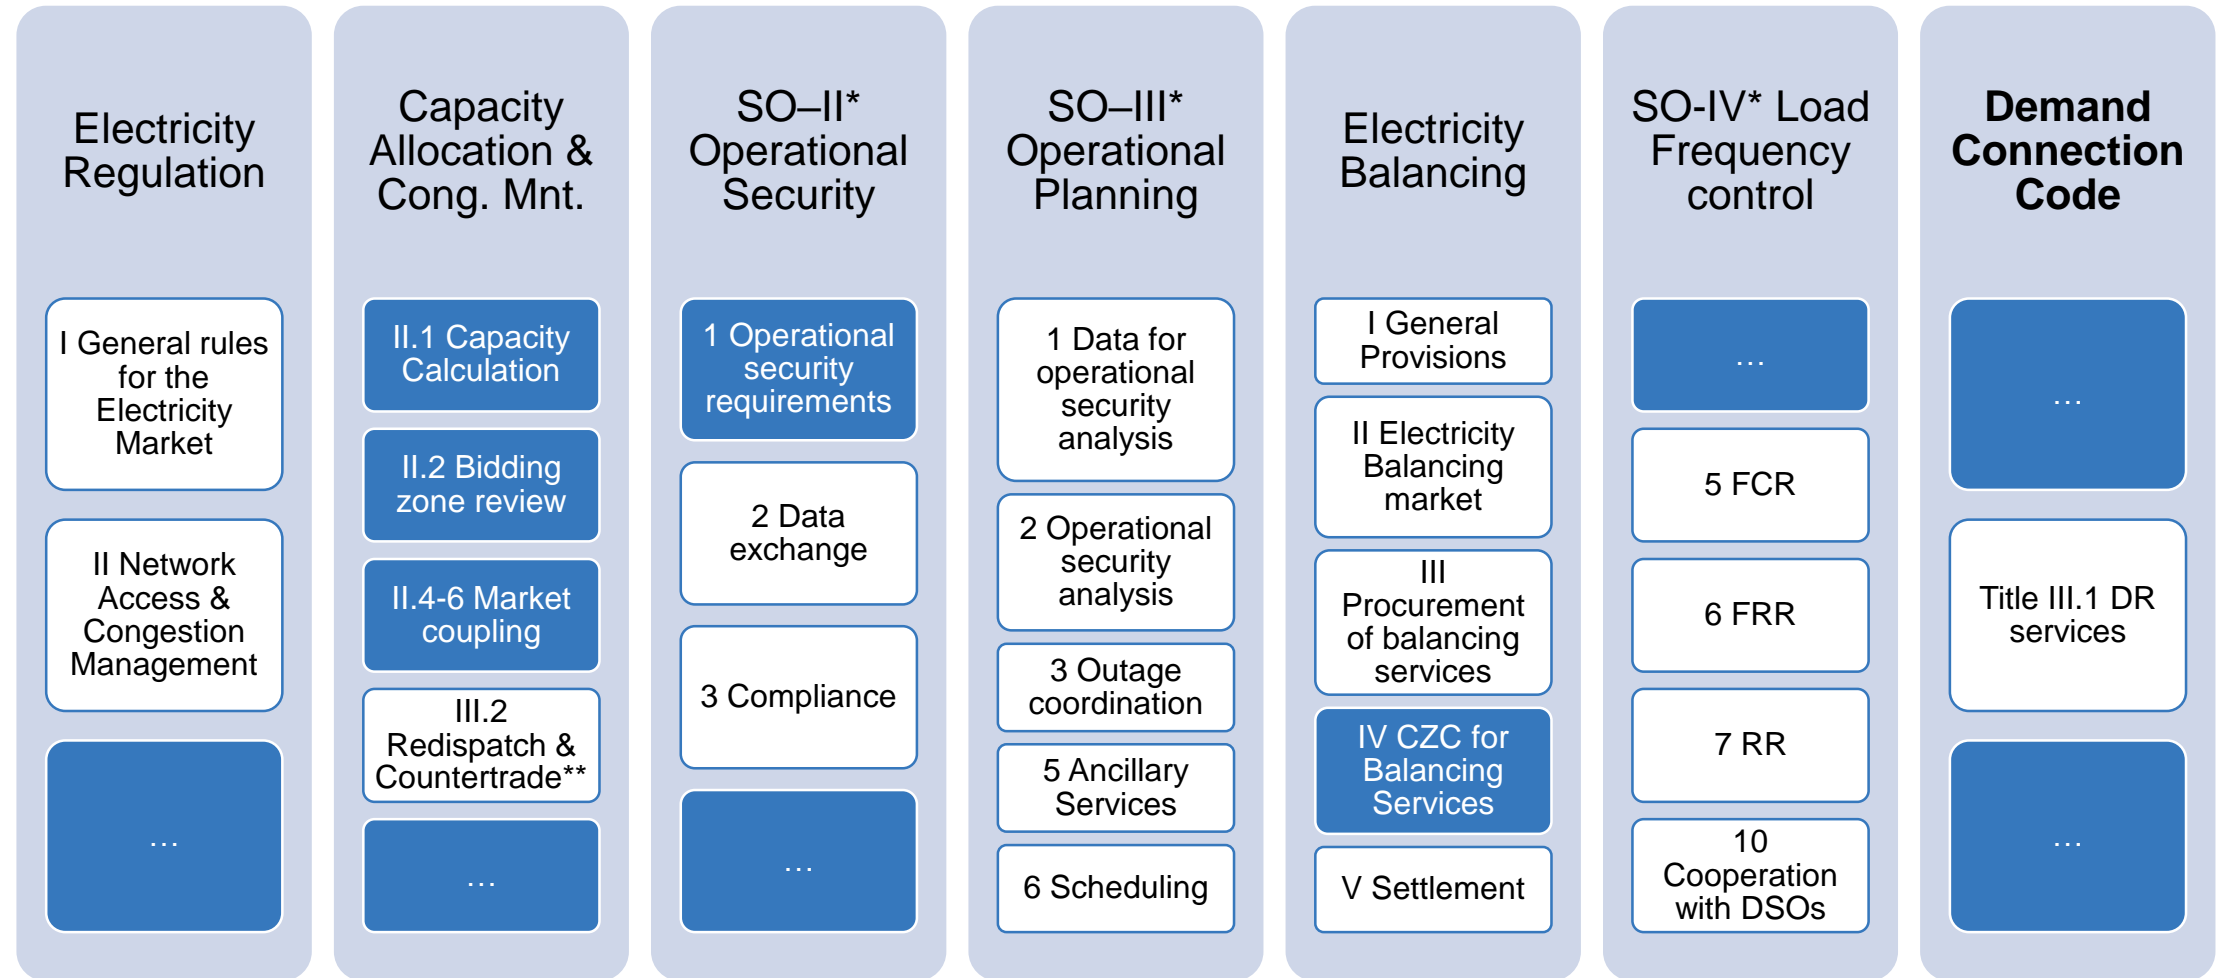 Electricity
Regulation
I General rules
for the
Electricity
Market
II Network
Access &
Congestion
Management
...
Capacity
Allocation &
Cong. Mnt.
II.1 Capacity
Calculation
II.2 Bidding
zone review
II.4-6 Market
coupling
III.2
Redispatch &
Countertrade**
...
SO–II*
Operational
Security
1 Operational
security
requirements
2 Data
exchange
3 Compliance
...
SO–III*
Operational
Planning
1 Data for
operational
security
analysis
2 Operational
security
analysis
3 Outage
coordination
5 Ancillary
Services
6 Scheduling
Electricity
Balancing
I General
Provisions
II Electricity
Balancing
market
III
Procurement
of balancing
services
IV CZC for
Balancing
Services
V Settlement
SO-IV* Load
Frequency
control
...
5 FCR
6 FRR
7 RR
10
Cooperation
with DSOs
Demand
Connection
Code
...
Title III.1 DR
services
...